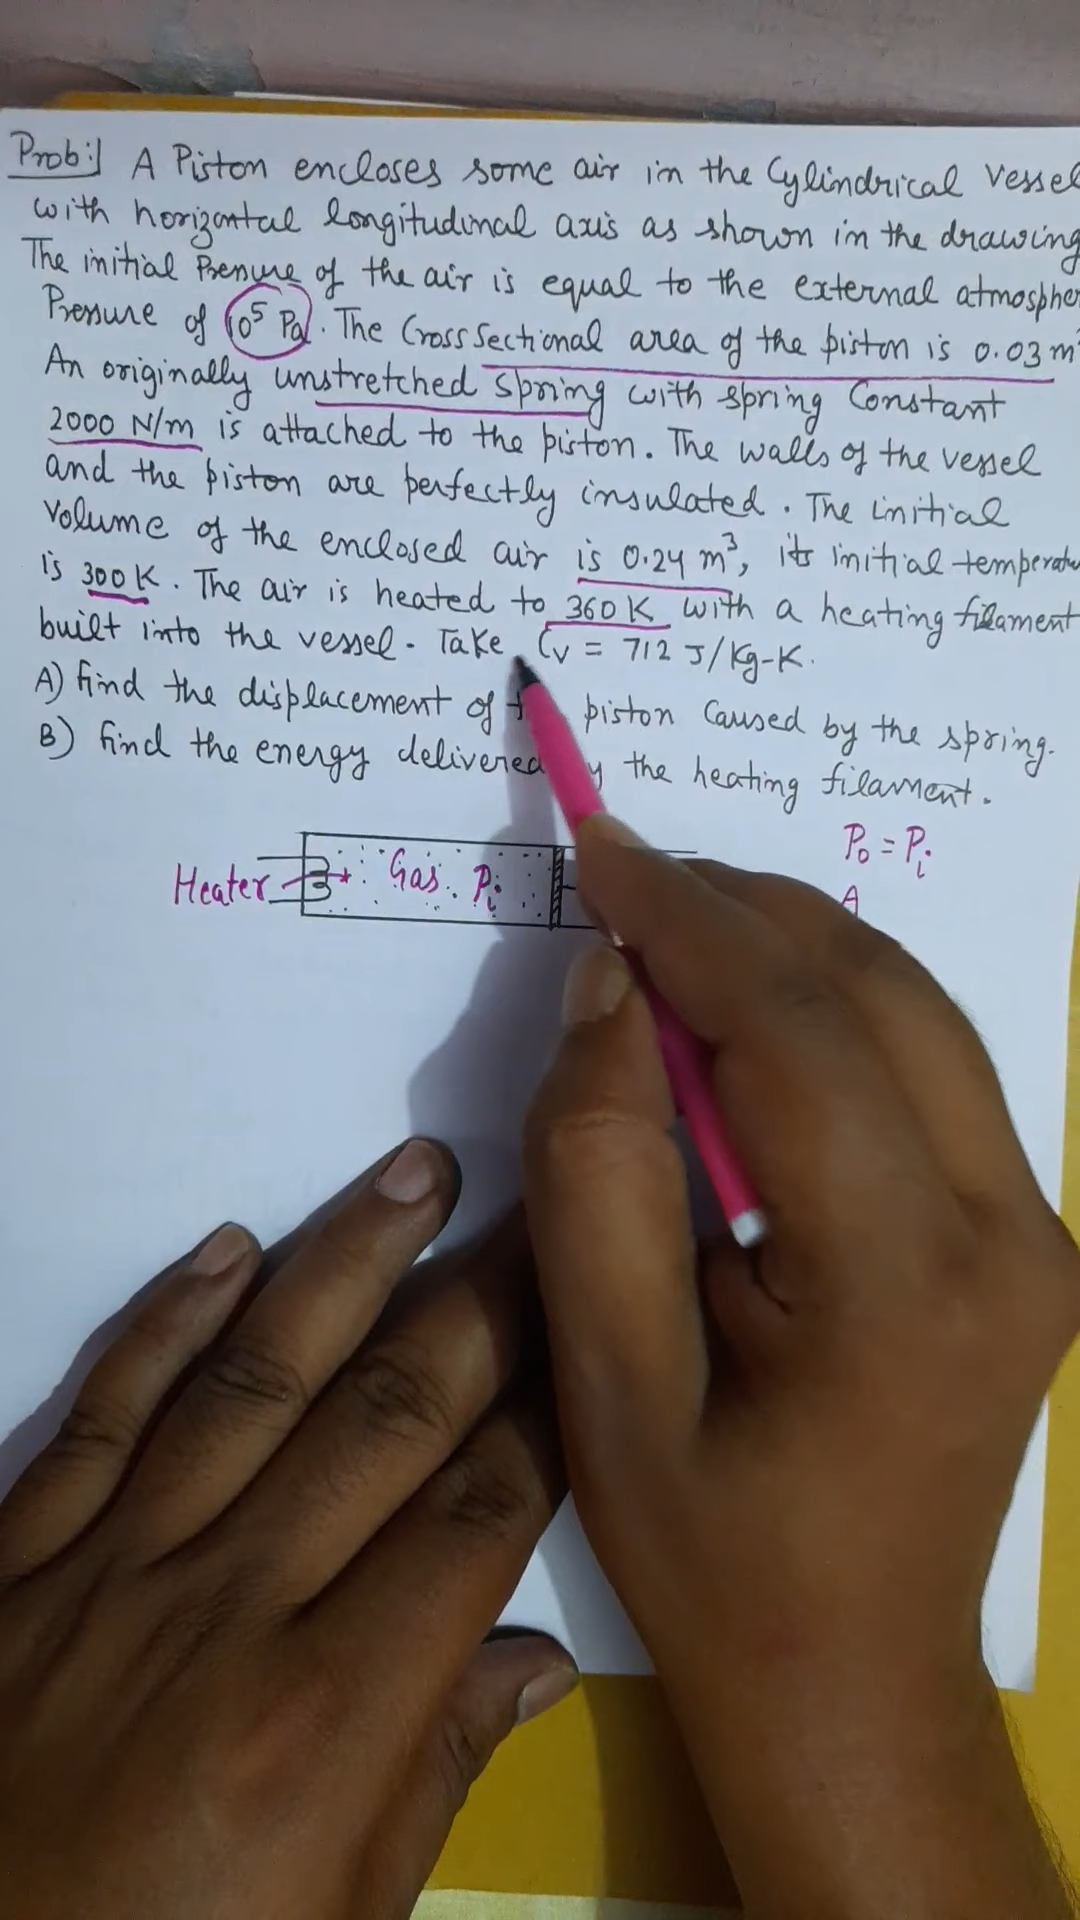 Prob:1 A Piston encloses some air in the Cylindrical Vessel
with horizontal longitudinal axis as shown in the drawing
The initial Pressure of the air is equal to the external atmospher
Pressure of 10⁵ Pa. The Cross Sectional area of the piston is 0.03 m²
An originally unstretched spring with spring Constant
2000 N/m is attached to the piston. The walls of the vessel
and the piston are perfectly insulated. The initial
volume of the enclosed air is 0.24 m³, its initial temperatu
is 300 K. The air is heated to 360 K with a heating filament
built into the vessel. Take Cv = 712 J/Kg-K.
A) find the displacement of piston Caused by the spring.
B) find the energy delivered the heating filament.
Heater Gas Pi
P₀ = Pi
A